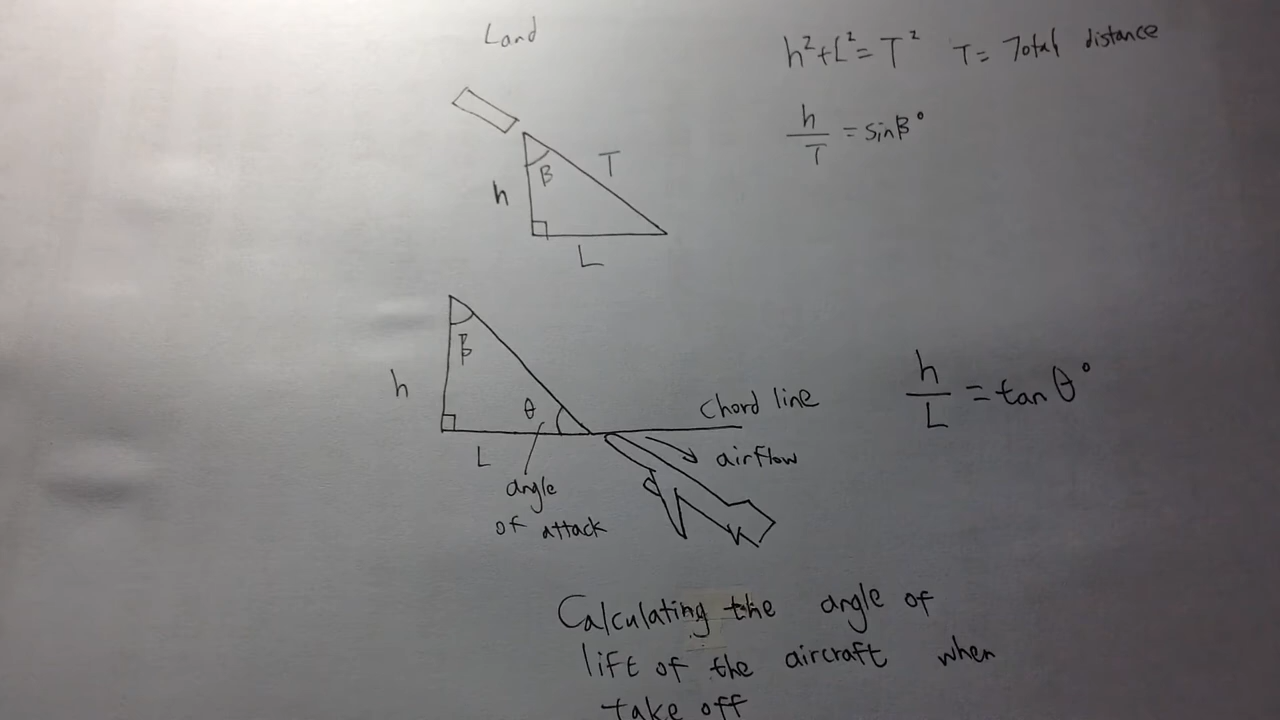 Land
h²+L²=T² T= Total distance
h/T = sinβ°
β
T
h
L
β
h
θ
L
angle
of attack
Chord line
airflow
h/L = tan θ°
Calculating the angle of
lift of the aircraft when
take off